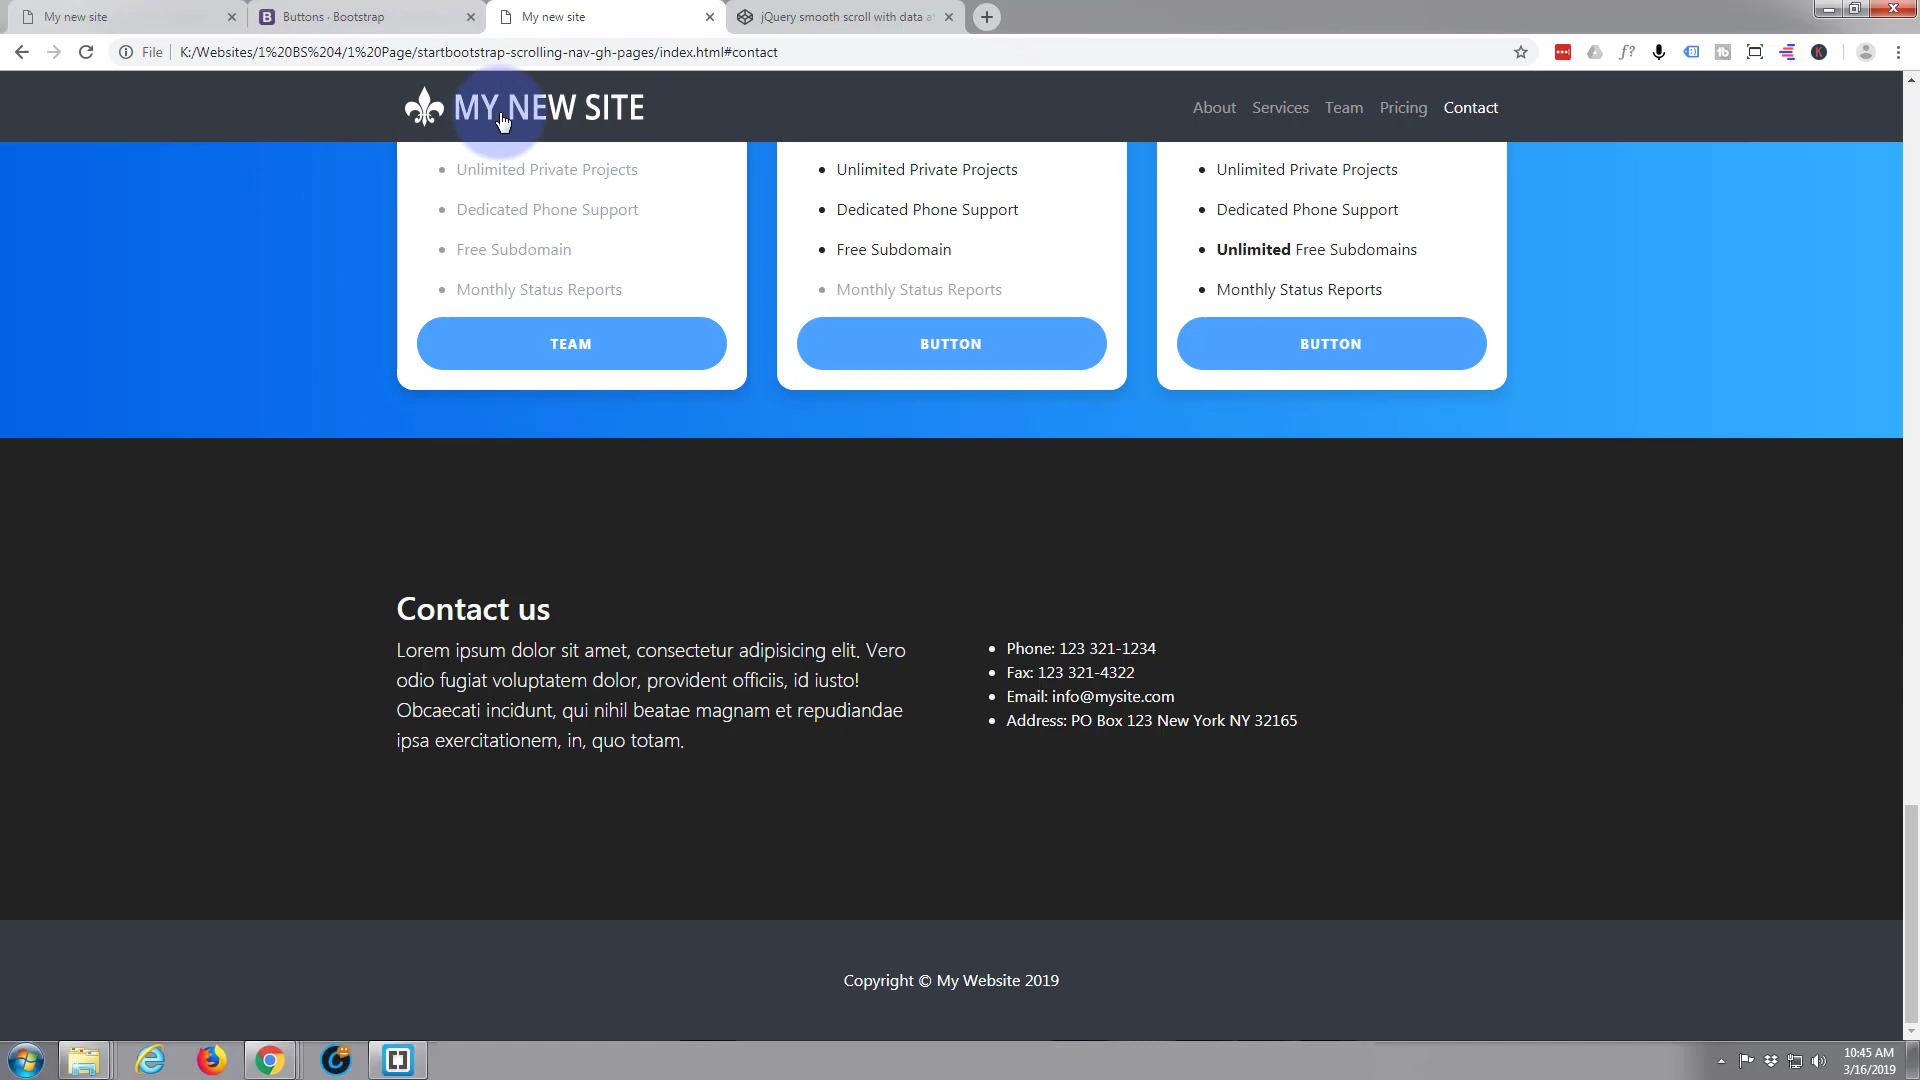 My new site
Buttons · Bootstrap
My new site
jQuery smooth scroll with data a
File
K:/Websites/1%20BS%204/1%20Page/startbootstrap-scrolling-nav-gh-pages/index.html#contact
MY NEW SITE
About Services Team Pricing Contact
Unlimited Private Projects
Dedicated Phone Support
Free Subdomain
Monthly Status Reports
TEAM
Unlimited Private Projects
Dedicated Phone Support
Free Subdomain
Monthly Status Reports
BUTTON
Unlimited Private Projects
Dedicated Phone Support
Unlimited Free Subdomains
Monthly Status Reports
BUTTON
Contact us
Lorem ipsum dolor sit amet, consectetur adipisicing elit. Vero
odio fugiat voluptatem dolor, provident officiis, id iusto!
Obcaecati incidunt, qui nihil beatae magnam et repudiandae
ipsa exercitationem, in, quo totam.
Phone: 123 321-1234
Fax: 123 321-4322
Email: info@mysite.com
Address: PO Box 123 New York NY 32165
Copyright © My Website 2019
10:45 AM
3/16/2019